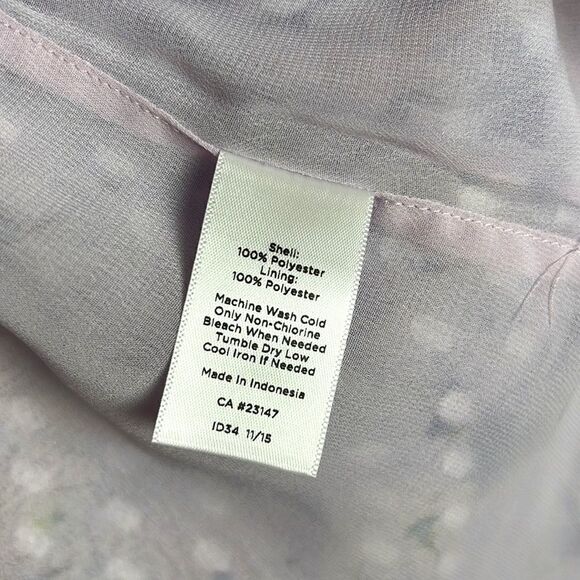 Shell:
100% Polyester
Lining:
100% Polyester
Machine Wash Cold
Only Non-Chlorine
Bleach When Needed
Tumble Dry Low
Cool Iron If Needed
Made In Indonesia
CA #23147
ID34 11/15